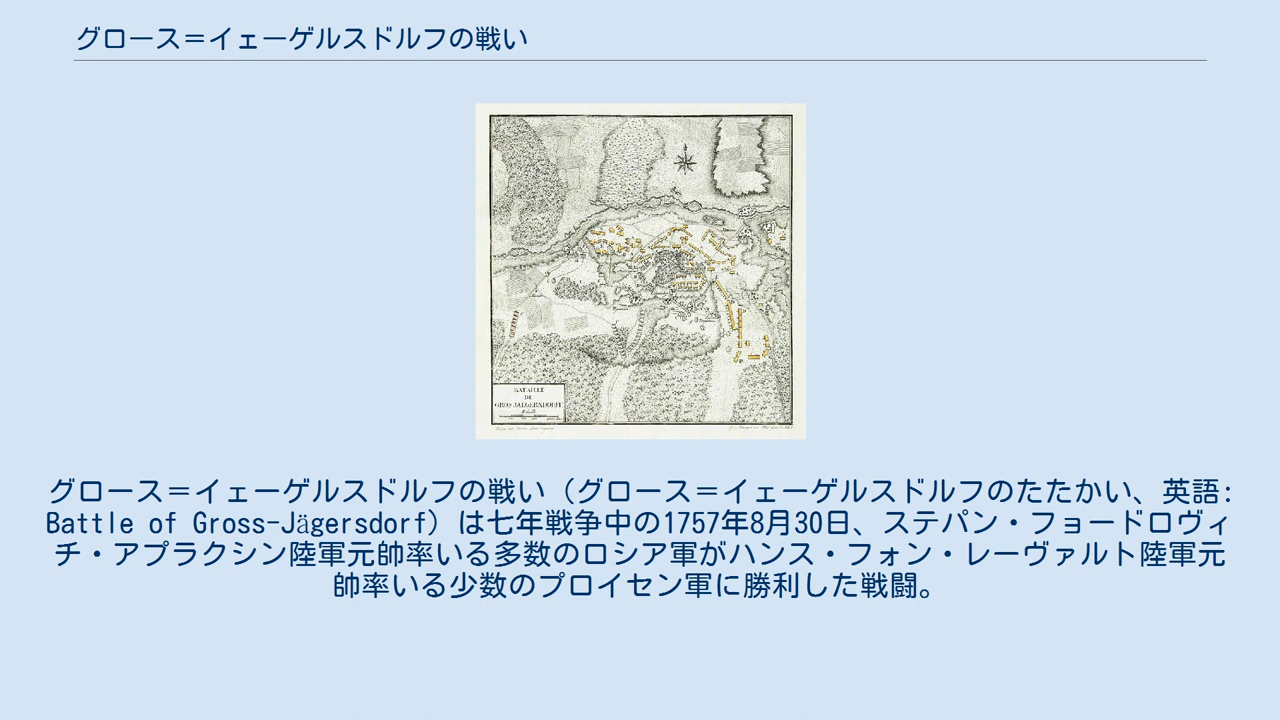 グロース＝イェーゲルスドルフの戦い
BATAILLE
DE
GROS JAEGERSDORFF
グロース＝イェーゲルスドルフの戦い（グロース＝イェーゲルスドルフのたたかい、英語:
Battle of Gross-Jägersdorf）は七年戦争中の1757年8月30日、ステパン・フョードロヴィ
チ・アプラクシン陸軍元帥率いる多数のロシア軍がハンス・フォン・レーヴァルト陸軍元
帥率いる少数のプロイセン軍に勝利した戦闘。